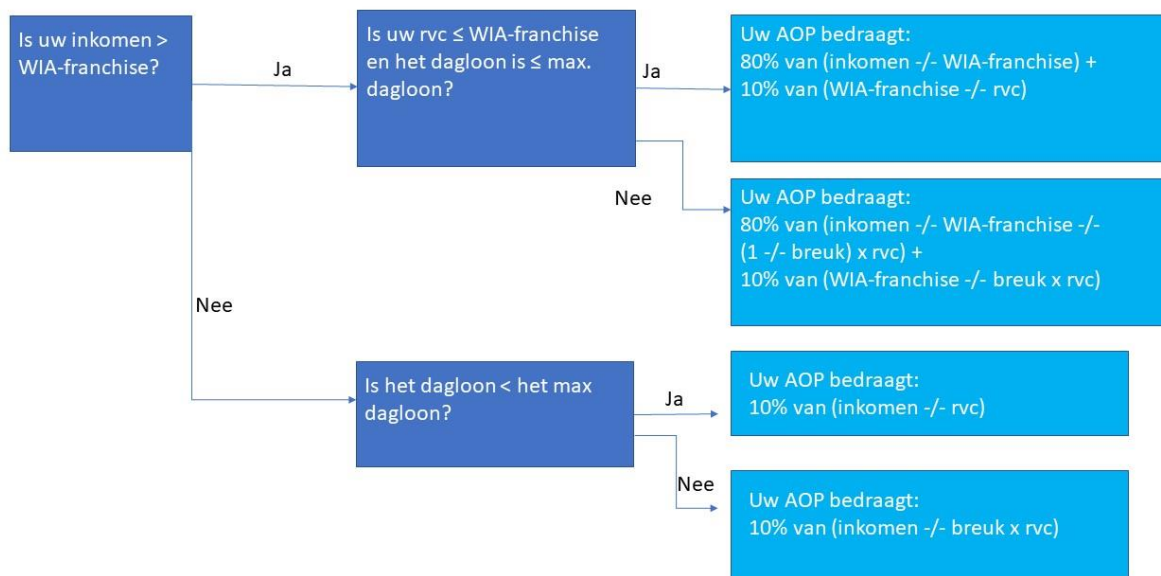 Is uw inkomen >
WIA-franchise?
Ja
Is uw rvc ≤ WIA-franchise
en het dagloon is ≤ max.
dagloon?
Ja
Uw AOP bedraagt:
80% van (inkomen -/- WIA-franchise) +
10% van (WIA-franchise -/- rvc)
Nee
Uw AOP bedraagt:
80% van (inkomen -/- WIA-franchise -/-
(1 -/- breuk) x rvc) +
10% van (WIA-franchise -/- breuk x rvc)
Nee
Is het dagloon < het max
dagloon?
Ja
Uw AOP bedraagt:
10% van (inkomen -/- rvc)
Nee
Uw AOP bedraagt:
10% van (inkomen -/- breuk x rvc)